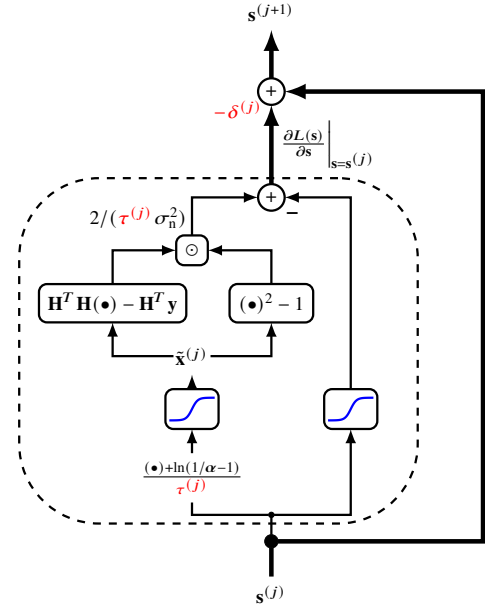 s^(j+1)
+
−δ^(j)
∂L(s)/∂s |_{s=s^(j)}
+
−
2/(τ^(j) σ_n^2)
⊙
H^T H(•) − H^T y
(•)^2 − 1
x̃^(j)
(•)+ln(1/α−1)
τ^(j)
s^(j)